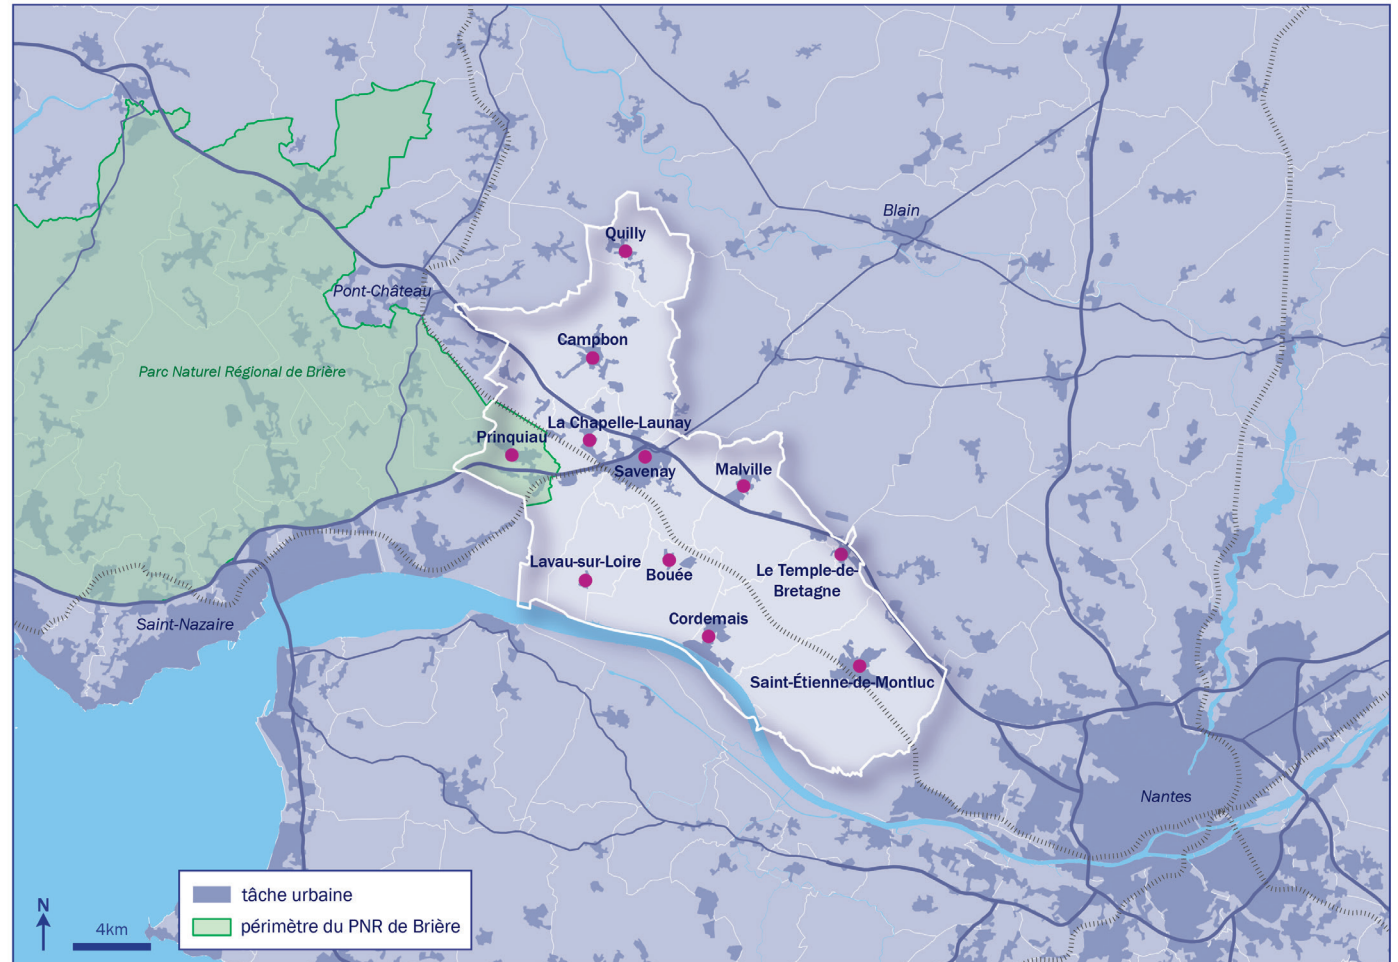 Blain
Quilly
Pont-Château
Campbon
Parc Naturel Régional de Brière
La Chapelle-Launay
Prinquiau
Savenay
Malville
Lavau-sur-Loire
Bouée
Le Temple-de-
Bretagne
Cordemais
Saint-Nazaire
Saint-Étienne-de-Montluc
Nantes
tâche urbaine
périmètre du PNR de Brière
N
4km